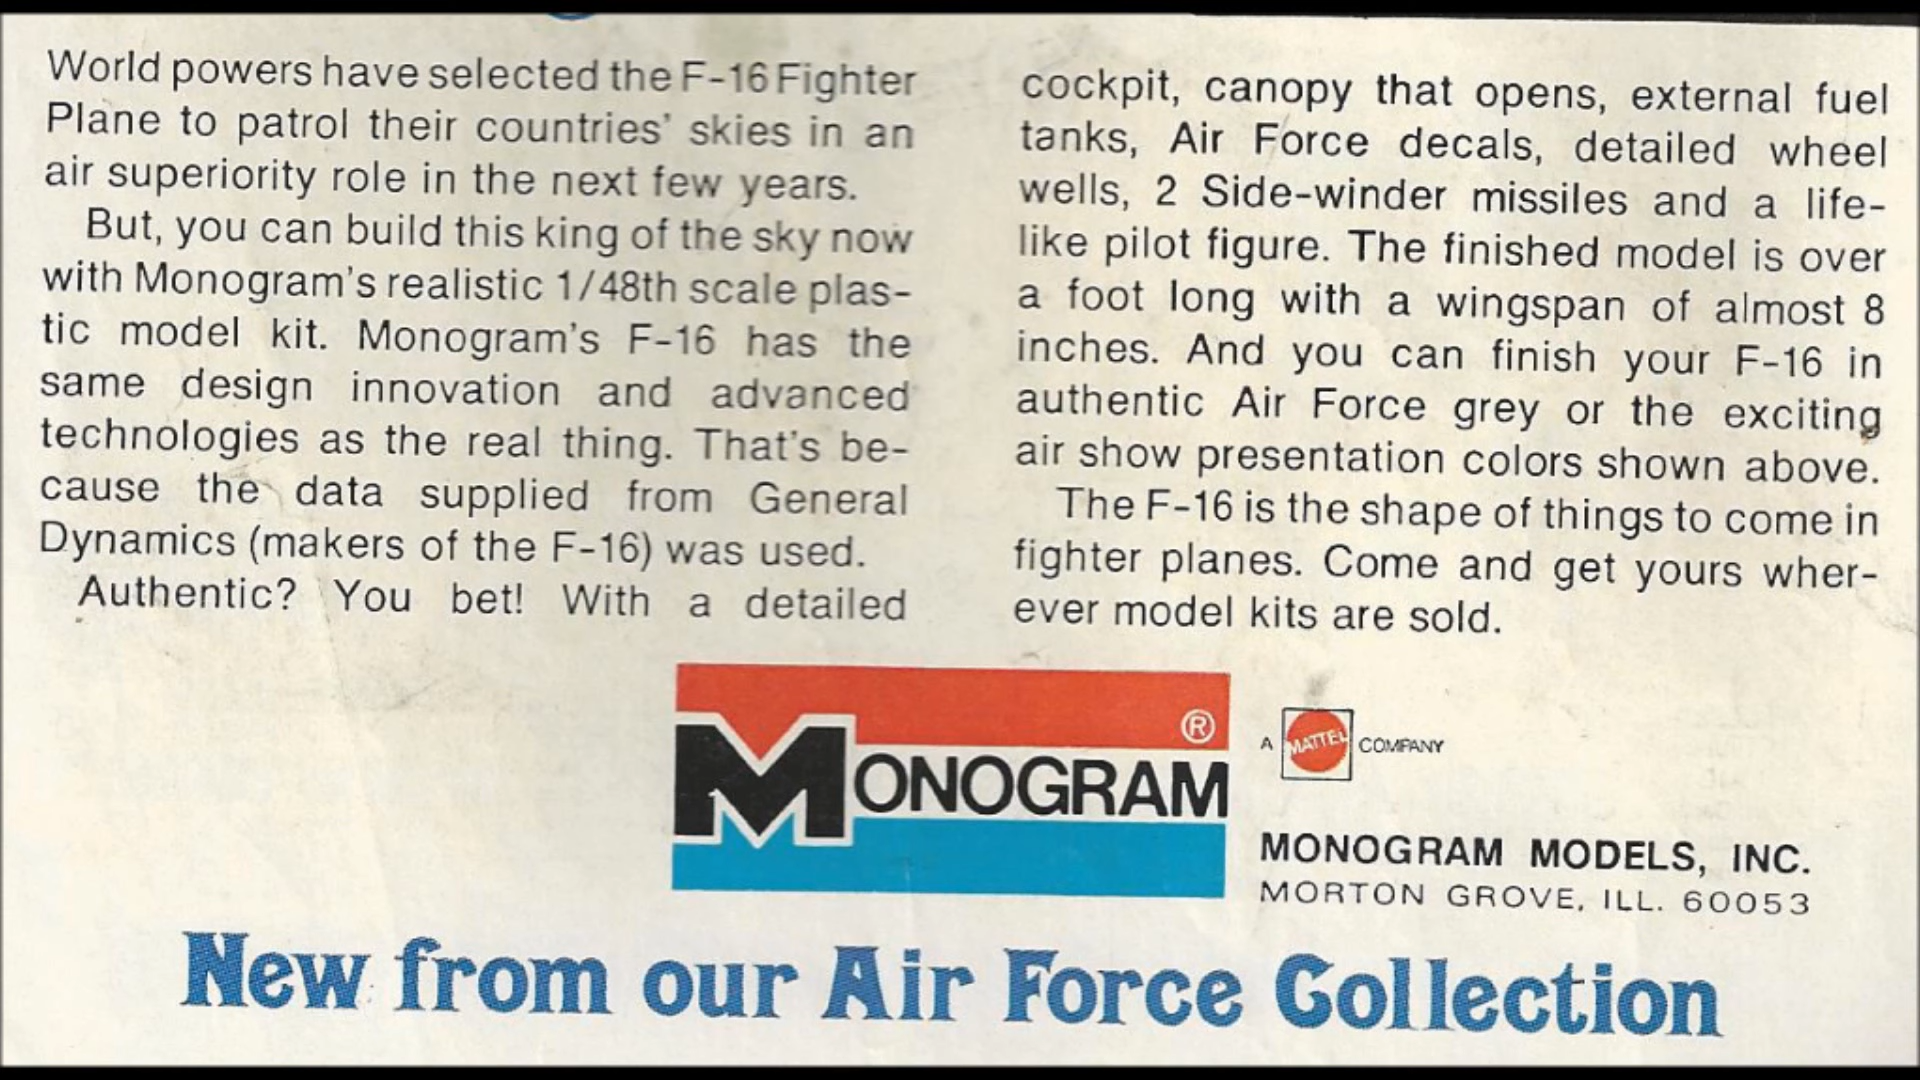 World powers have selected the F-16 Fighter
Plane to patrol their countries' skies in an
air superiority role in the next few years.
But, you can build this king of the sky now
with Monogram's realistic 1/48th scale plas-
tic model kit. Monogram's F-16 has the
same design innovation and advanced
technologies as the real thing. That's be-
cause the data supplied from General
Dynamics (makers of the F-16) was used.
Authentic? You bet! With a detailed
cockpit, canopy that opens, external fuel
tanks, Air Force decals, detailed wheel
wells, 2 Side-winder missiles and a life-
like pilot figure. The finished model is over
a foot long with a wingspan of almost 8
inches. And you can finish your F-16 in
authentic Air Force grey or the exciting
air show presentation colors shown above.
The F-16 is the shape of things to come in
fighter planes. Come and get yours wher-
ever model kits are sold.
MONOGRAM ®
A MATTEL COMPANY
MONOGRAM MODELS, INC.
MORTON GROVE, ILL. 60053
New from our Air Force Collection